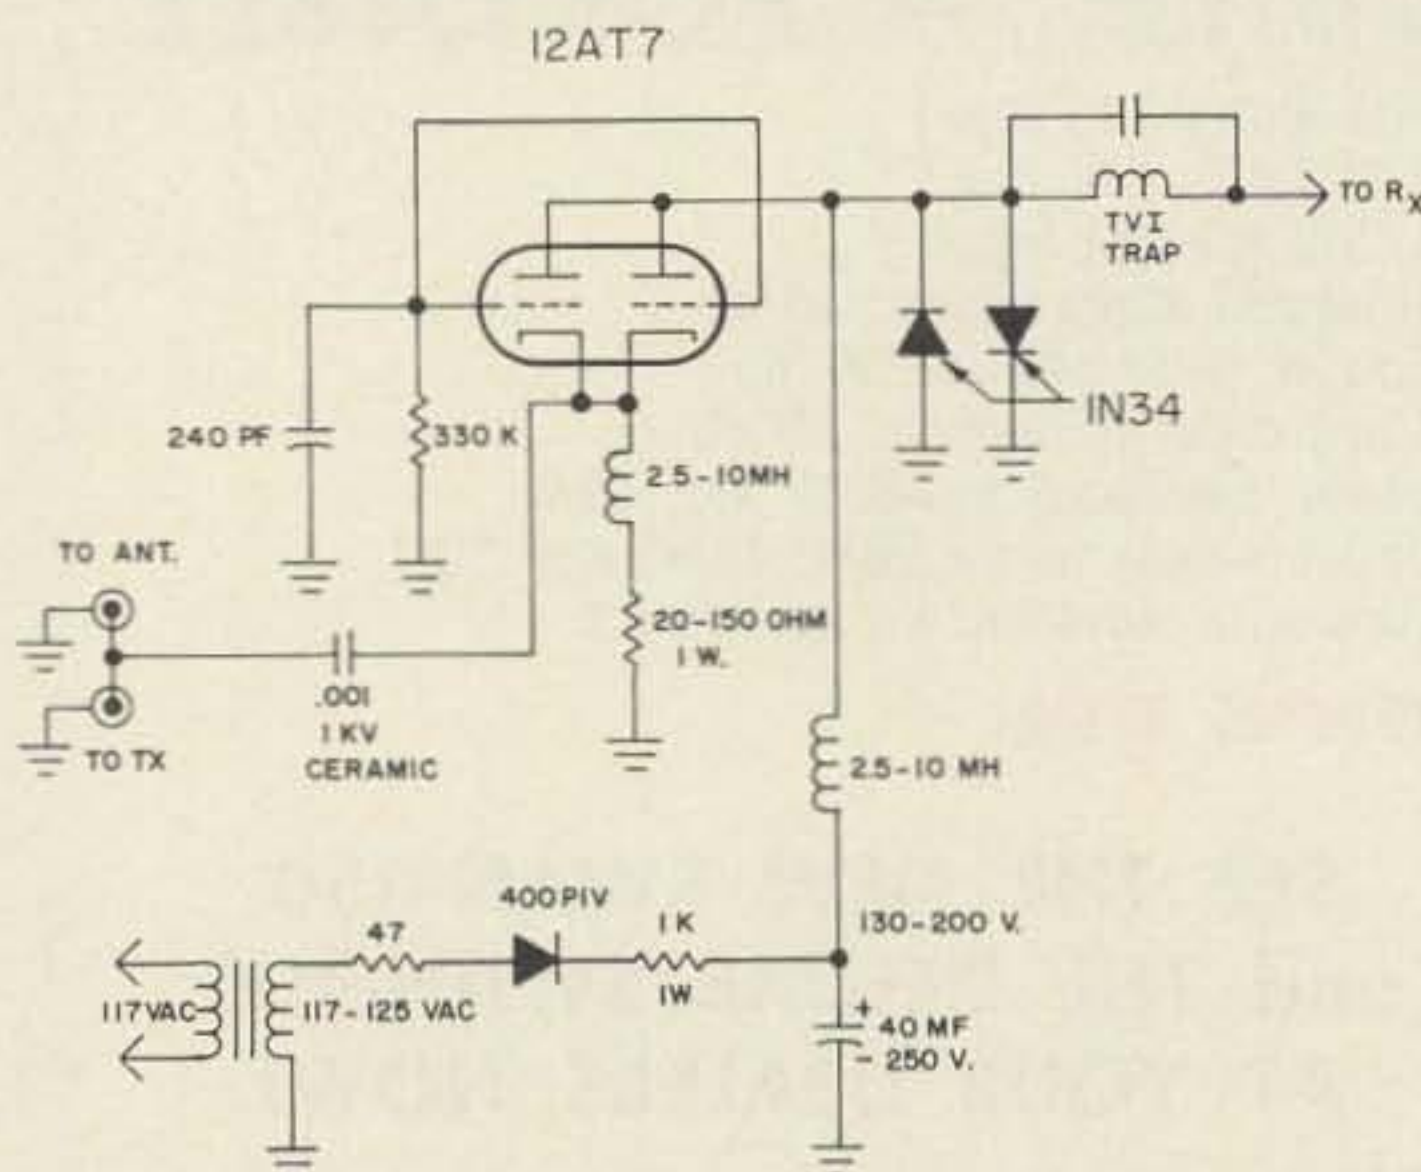 12AT7
TO RX
TVI
TRAP
1N34
240 PF
330 K
2.5-10MH
TO ANT.
20-150 OHM
1 W.
.001
1 KV
CERAMIC
TO TX
2.5-10 MH
400PIV
130-200 V.
47
1 K
1W
117VAC
117-125 VAC
+
40 MF
- 250 V.